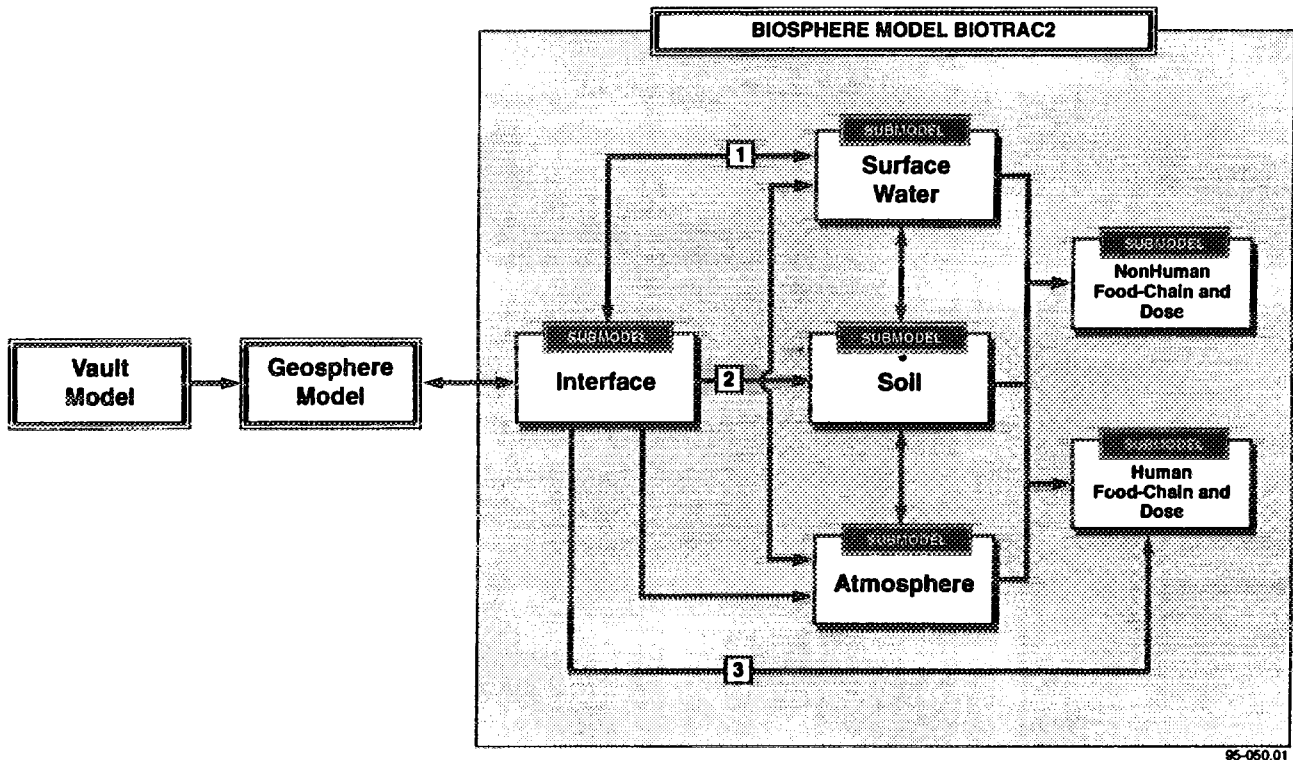 BIOSPHERE MODEL BIOTRAC2
SUBMODEL
Surface
Water
1
SUBMODEL
NonHuman
Food-Chain and
Dose
Vault
Model
Geosphere
Model
SUBMODEL
Interface
2
SUBMODEL
Soil
SUBMODEL
Human
Food-Chain and
Dose
SUBMODEL
Atmosphere
3
95-050.01